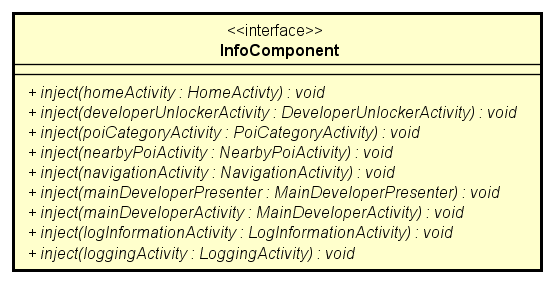 <<interface>>
InfoComponent
+ inject(homeActivity : HomeActivty) : void
+ inject(developerUnlockerActivity : DeveloperUnlockerActivty) : void
+ inject(poiCategoryActivity : PoiCategoryActivity) : void
+ inject(nearbyPoiActivity : NearbyPoiActivity) : void
+ inject(navigationActivity : NavigationActivity) : void
+ inject(mainDeveloperPresenter : MainDeveloperPresenter) : void
+ inject(mainDeveloperActivity : MainDeveloperActivity) : void
+ inject(logInformationActivity : LogInformationActivity) : void
+ inject(loggingActivity : LoggingActivity) : void